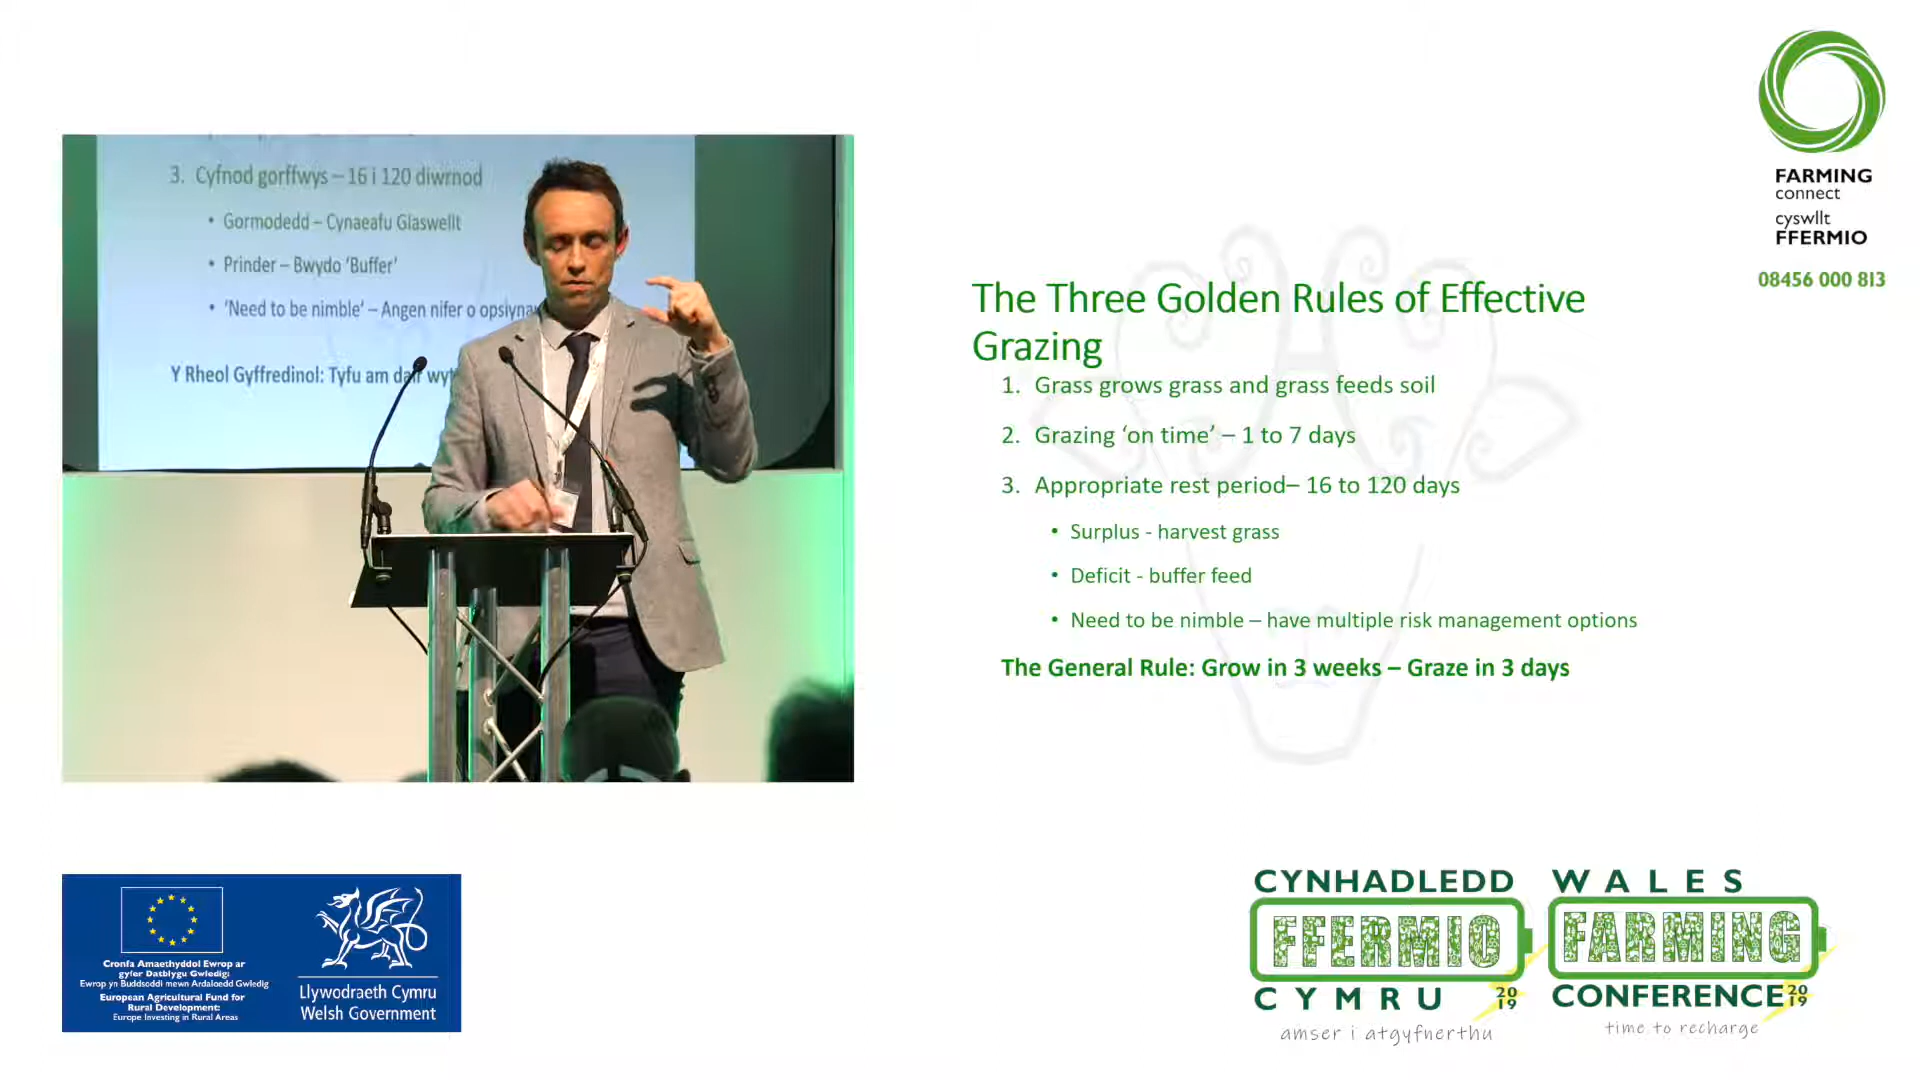 3. Cyfnod gorffwys – 16 i 120 diwrnod
• Gormodedd – Cynaeafu Glaswellt
• Prinder – Bwydo ‘Buffer’
• ‘Need to be nimble’ – Angen nifer o
Y Rheol Gyffredinol: Tyfu am dair
The Three Golden Rules of Effective
Grazing
1. Grass grows grass and grass feeds soil
2. Grazing ‘on time’ – 1 to 7 days
3. Appropriate rest period– 16 to 120 days
• Surplus - harvest grass
• Deficit - buffer feed
• Need to be nimble – have multiple risk management options
The General Rule: Grow in 3 weeks – Graze in 3 days
FARMING
connect
cyswllt
FFERMIO
08456 000 813
Cronfa Amaethyddol Ewrop ar
gyfer Datblygu Gwledig:
Ewrop yn Buddsoddi mewn Ardaloedd Gwledig
European Agricultural Fund for
Rural Development:
Europe Investing in Rural Areas
Llywodraeth Cymru
Welsh Government
CYNHADLEDD
FFERMIO
CYMRU 2019
amser i atgyfnerthu
WALES
FARMING
CONFERENCE 2019
time to recharge